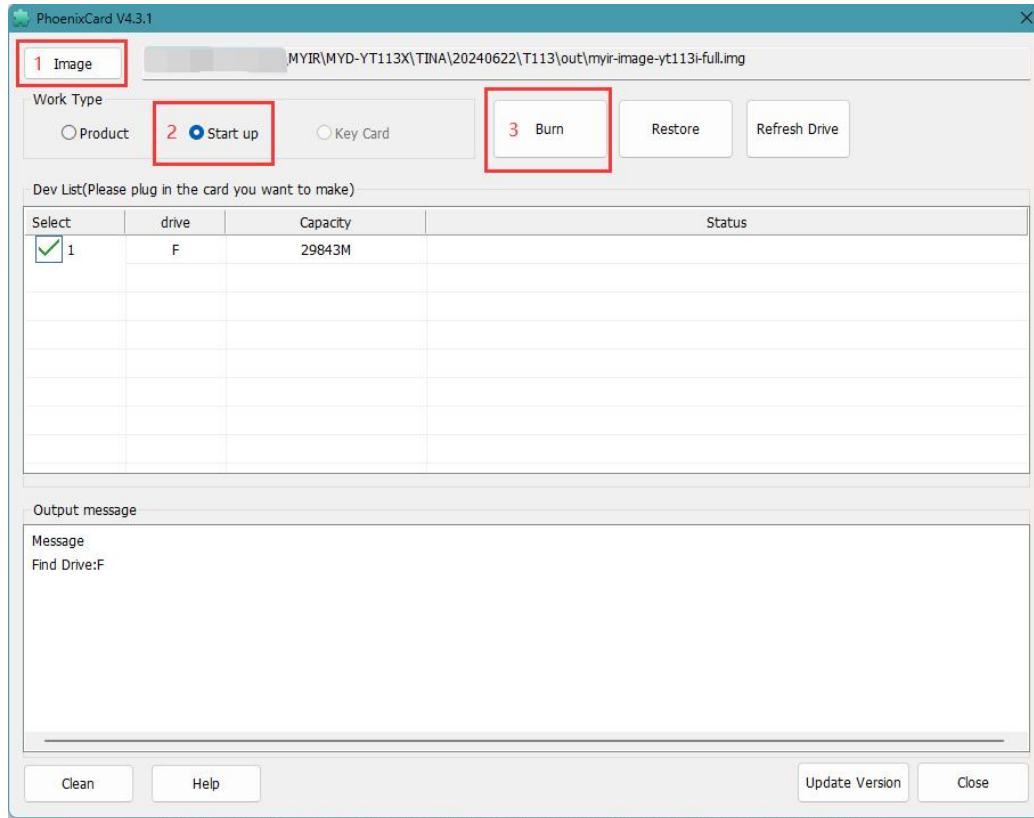 PhoenixCard V4.3.1
1 Image
MYIR\MYD-YT113X\TINA\20240622\T113\out\myir-image-yt113i-full.img
Work Type
Product 2 Start up Key Card 3 Burn Restore Refresh Drive
Dev List(Please plug in the card you want to make)
Select drive Capacity Status
1 F 29843M
Output message
Message
Find Drive:F
Clean Help Update Version Close